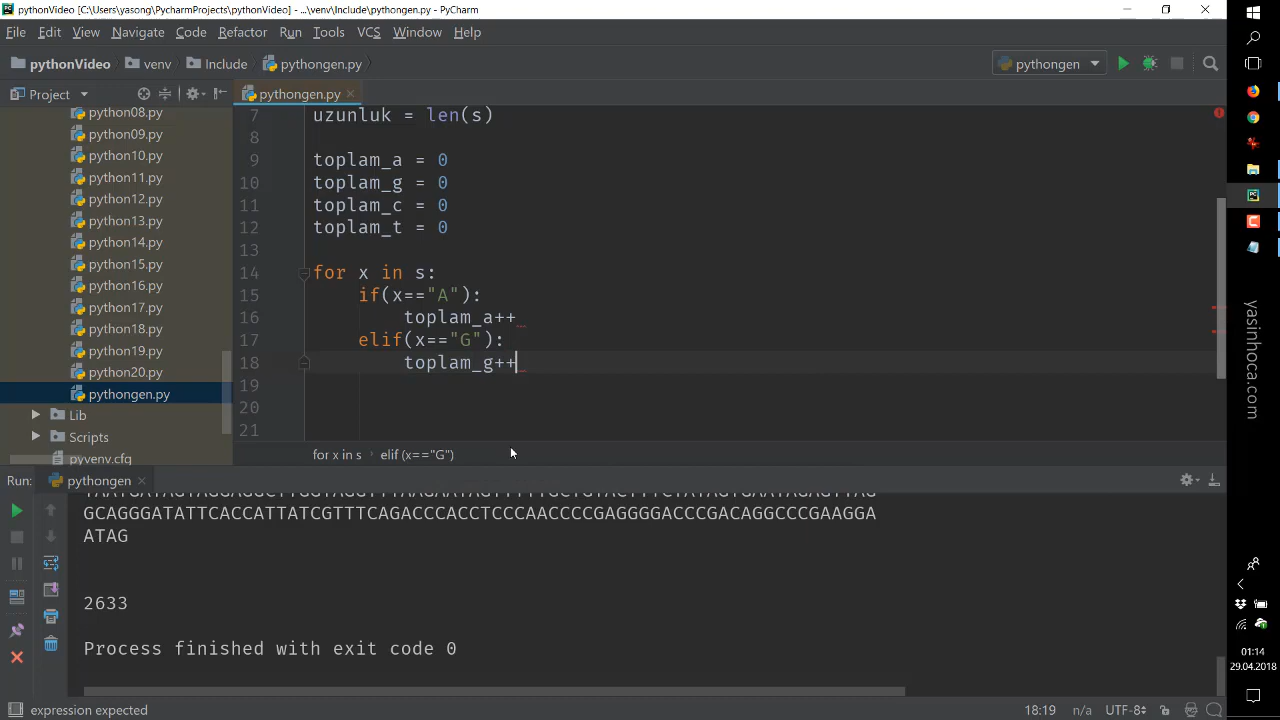 pythonVideo [C:\Users\yasong\PycharmProjects\pythonVideo] - ...\venv\Include\pythongen.py - PyCharm
File Edit View Navigate Code Refactor Run Tools VCS Window Help
pythonVideo venv Include pythongen.py pythongen
Project pythongen.py
python08.py
python09.py
python10.py
python11.py
python12.py
python13.py
python14.py
python15.py
python16.py
python17.py
python18.py
python19.py
python20.py
pythongen.py
Lib
Scripts
pyvenv.cfg
7 uzunluk = len(s)
8
9 toplam_a = 0
10 toplam_g = 0
11 toplam_c = 0
12 toplam_t = 0
13
14 for x in s:
15 if(x=="A"):
16 toplam_a++
17 elif(x=="G"):
18 toplam_g++
19
20
21
for x in s elif (x=="G")
Run: pythongen
GCAGGGATATTCACCATTATCGTTTCAGACCCACCTCCCAACCCCGAGGGGACCCGACAGGCCCGAAGGA
ATAG
2633
Process finished with exit code 0
expression expected 18:19 n/a UTF-8
yasinhoca.com
01:14
29.04.2018